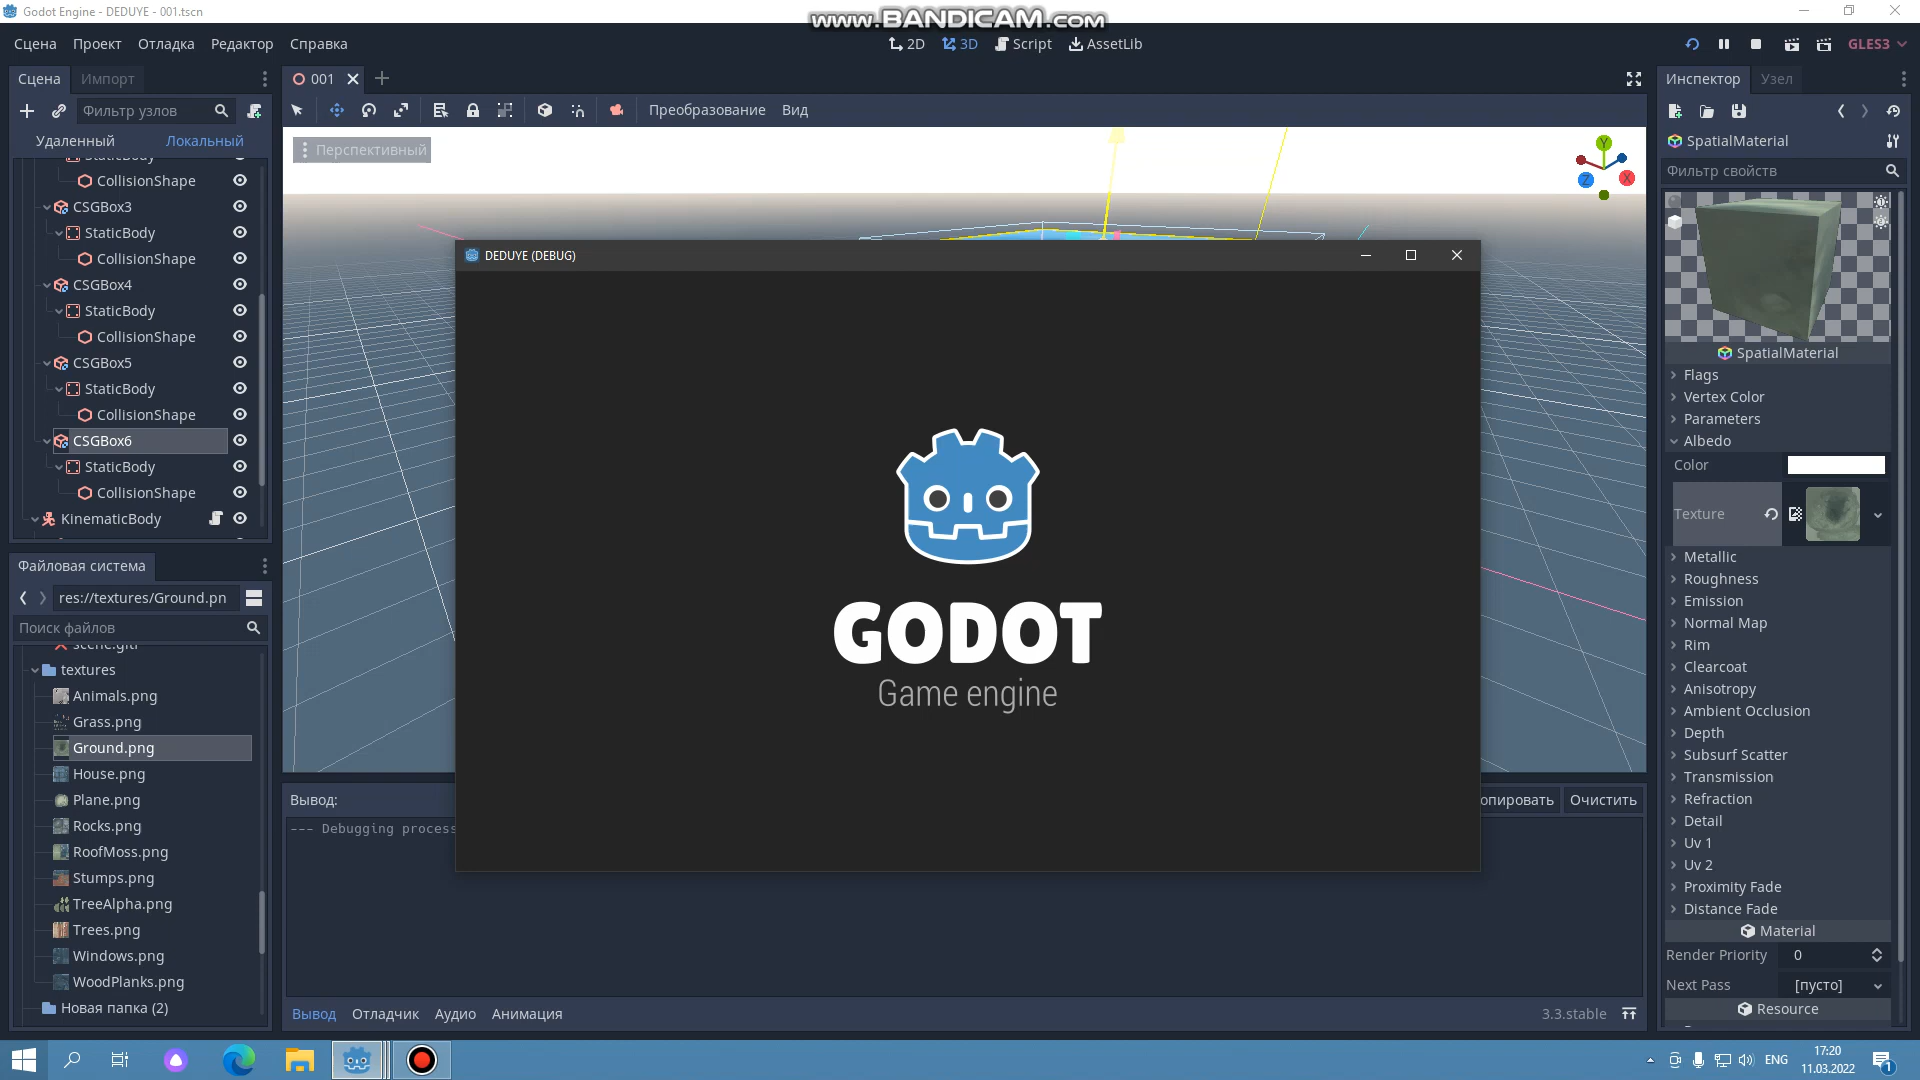 Godot Engine - DEDUYE - 001.tscn
www.BANDICAM.com
Сцена Проект Отладка Редактор Справка
2D 3D Script AssetLib
GLES3
Сцена Импорт
001
Инспектор Узел
Фильтр узлов
Преобразование Вид
Удаленный Локальный
SpatialMaterial
Перспективный
Фильтр свойств
Y
Z
X
StaticBody
CollisionShape
CSGBox3
StaticBody
CollisionShape
CSGBox4
StaticBody
CollisionShape
CSGBox5
StaticBody
CollisionShape
CSGBox6
StaticBody
CollisionShape
KinematicBody
DEDUYE (DEBUG)
GODOT
Game engine
SpatialMaterial
Flags
Vertex Color
Parameters
Albedo
Color
Texture
Metallic
Roughness
Emission
Normal Map
Rim
Clearcoat
Anisotropy
Ambient Occlusion
Depth
Subsurf Scatter
Transmission
Refraction
Detail
Uv 1
Uv 2
Proximity Fade
Distance Fade
Material
Render Priority 0
Next Pass [пусто]
Resource
Файловая система
res://textures/Ground.pn
Поиск файлов
scene.gltf
textures
Animals.png
Grass.png
Ground.png
House.png
Plane.png
Rocks.png
RoofMoss.png
Stumps.png
TreeAlpha.png
Trees.png
Windows.png
WoodPlanks.png
Новая папка (2)
Вывод:
опировать Очистить
--- Debugging process
Вывод Отладчик Аудио Анимация
3.3.stable
ENG
17:20
11.03.2022
1